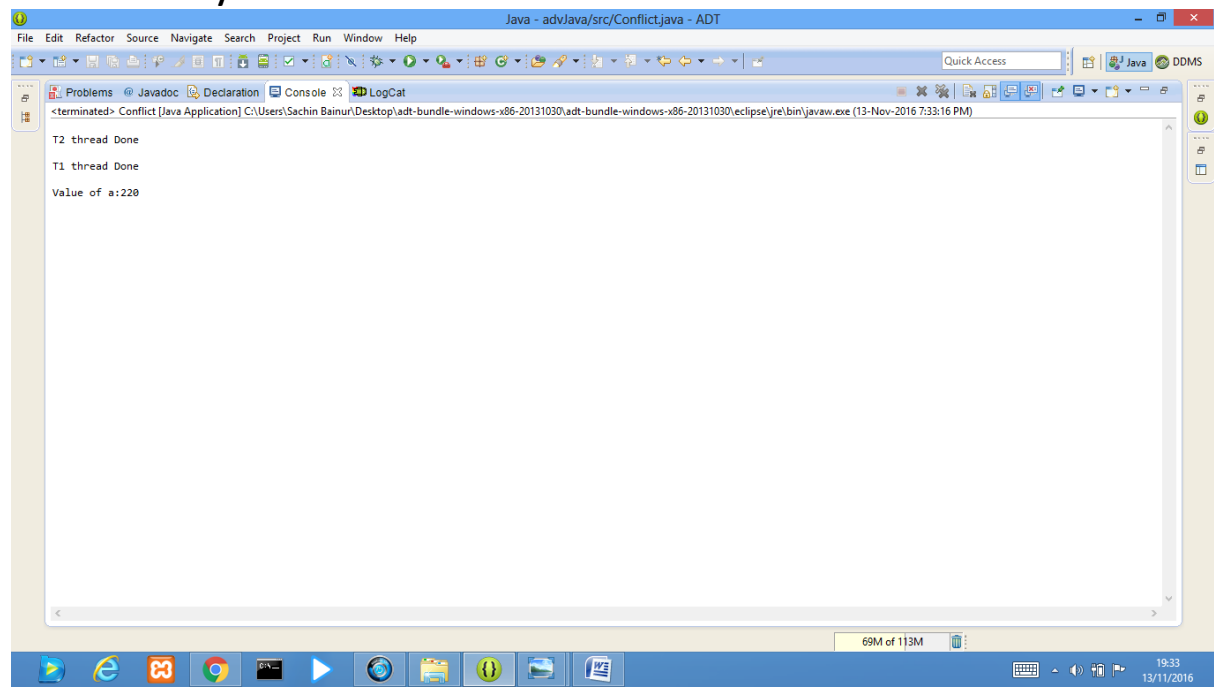 Java - advJava/src/Conflict.java - ADT
File Edit Refactor Source Navigate Search Project Run Window Help
Quick Access Java DDMS
Problems @ Javadoc Declaration Console LogCat
<terminated> Conflict [Java Application] C:\Users\Sachin Bainur\Desktop\adt-bundle-windows-x86-20131030\adt-bundle-windows-x86-20131030\eclipse\jre\bin\javaw.exe (13-Nov-2016 7:33:16 PM)
T2 thread Done
T1 thread Done
Value of a:220
69M of 113M
19:33
13/11/2016